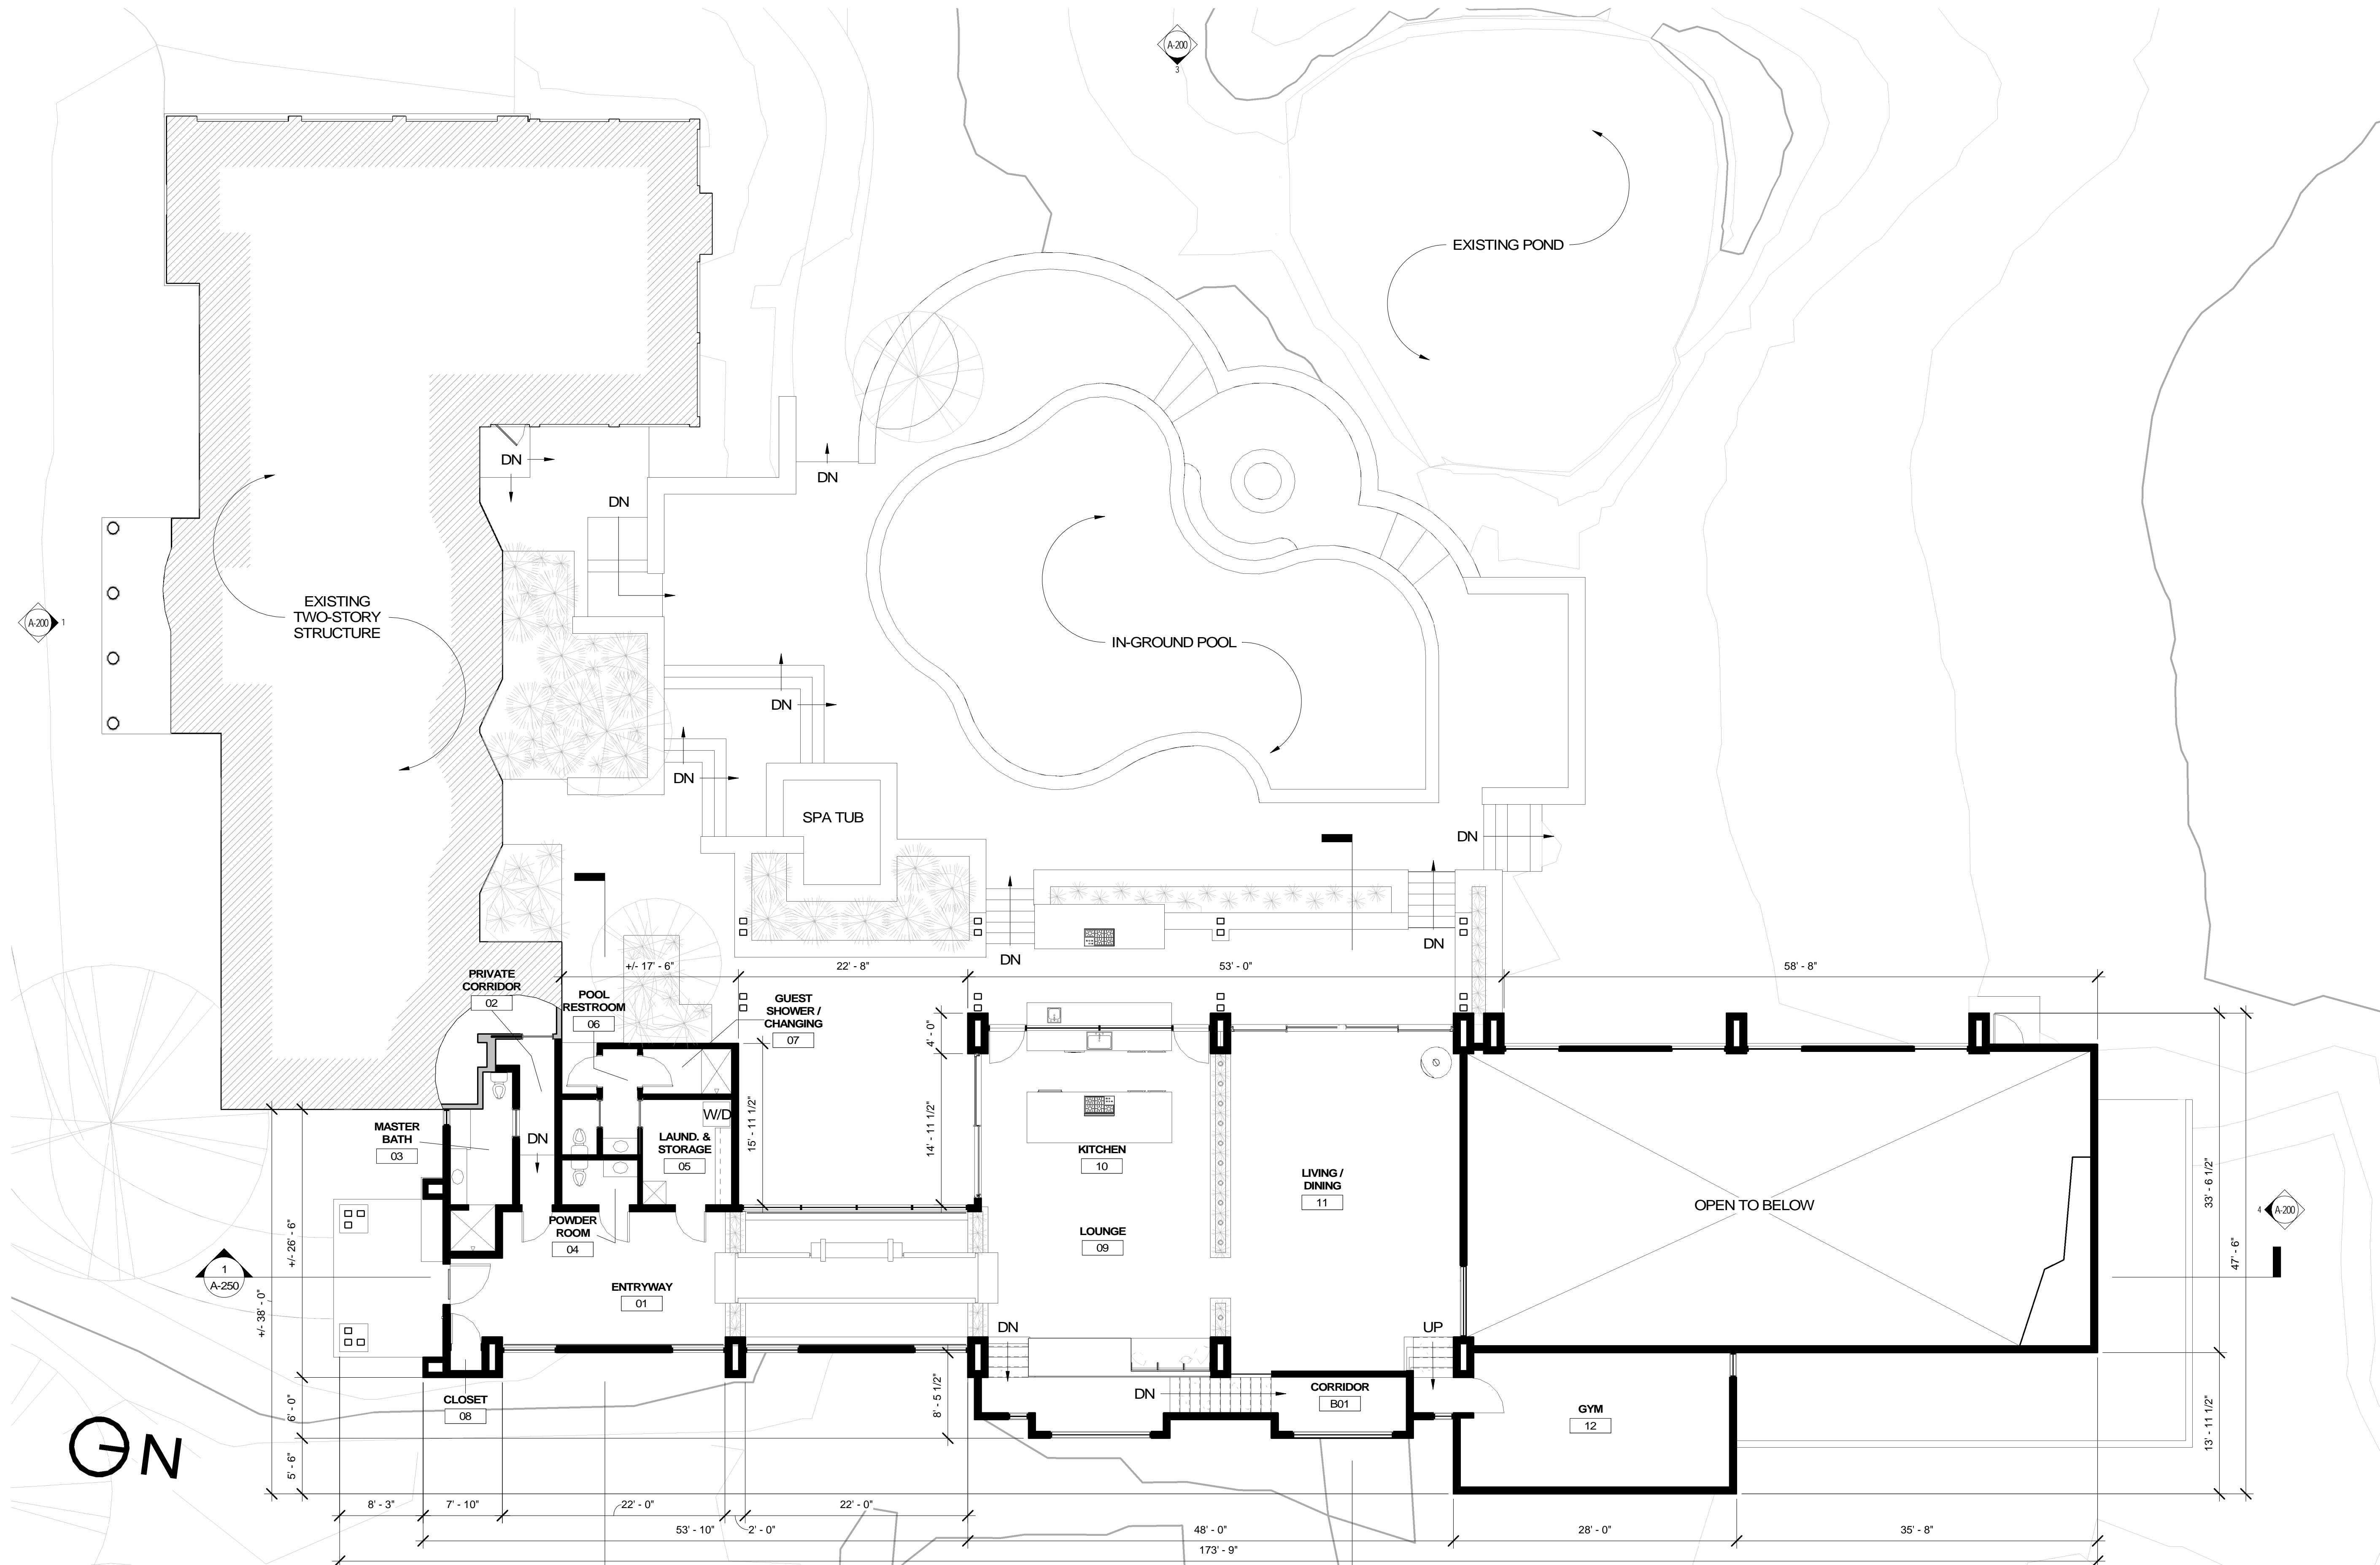 A-200
3
EXISTING POND
DN
DN
DN
EXISTING
TWO-STORY
STRUCTURE
A-200
1
IN-GROUND POOL
DN
DN
SPA TUB
DN
DN
DN
+/- 17' - 6"
22' - 8"
53' - 0"
58' - 8"
PRIVATE
CORRIDOR
02
POOL
RESTROOM
06
GUEST
SHOWER /
CHANGING
07
4' - 0"
MASTER
BATH
03
DN
W/D
LAUND. &
STORAGE
05
15' - 11 1/2"
14' - 11 1/2"
KITCHEN
10
LIVING /
DINING
11
OPEN TO BELOW
33' - 6 1/2"
47' - 6"
4
A-200
POWDER
ROOM
04
LOUNGE
09
+/- 26' - 6"
+/- 38' - 0"
1
A-250
ENTRYWAY
01
DN
UP
CLOSET
08
8' - 5 1/2"
DN
CORRIDOR
B01
GYM
12
13' - 11 1/2"
6' - 0"
5' - 6"
N
8' - 3"
7' - 10"
22' - 0"
22' - 0"
53' - 10"
2' - 0"
48' - 0"
28' - 0"
35' - 8"
173' - 9"